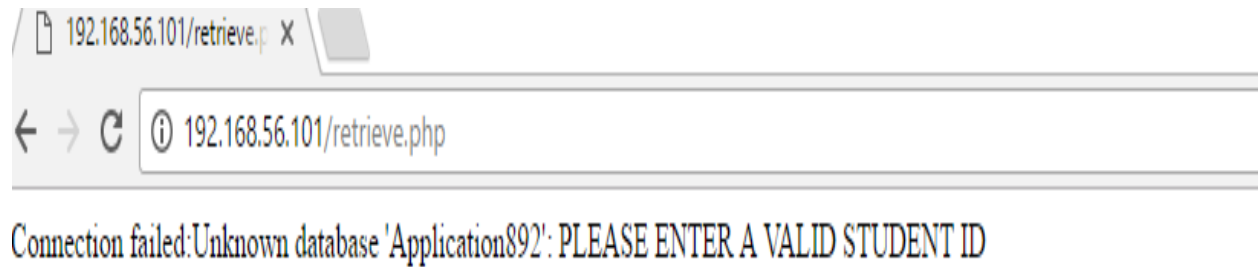 192.168.56.101/retrieve.p
192.168.56.101/retrieve.php
Connection failed:Unknown database 'Application892': PLEASE ENTER A VALID STUDENT ID